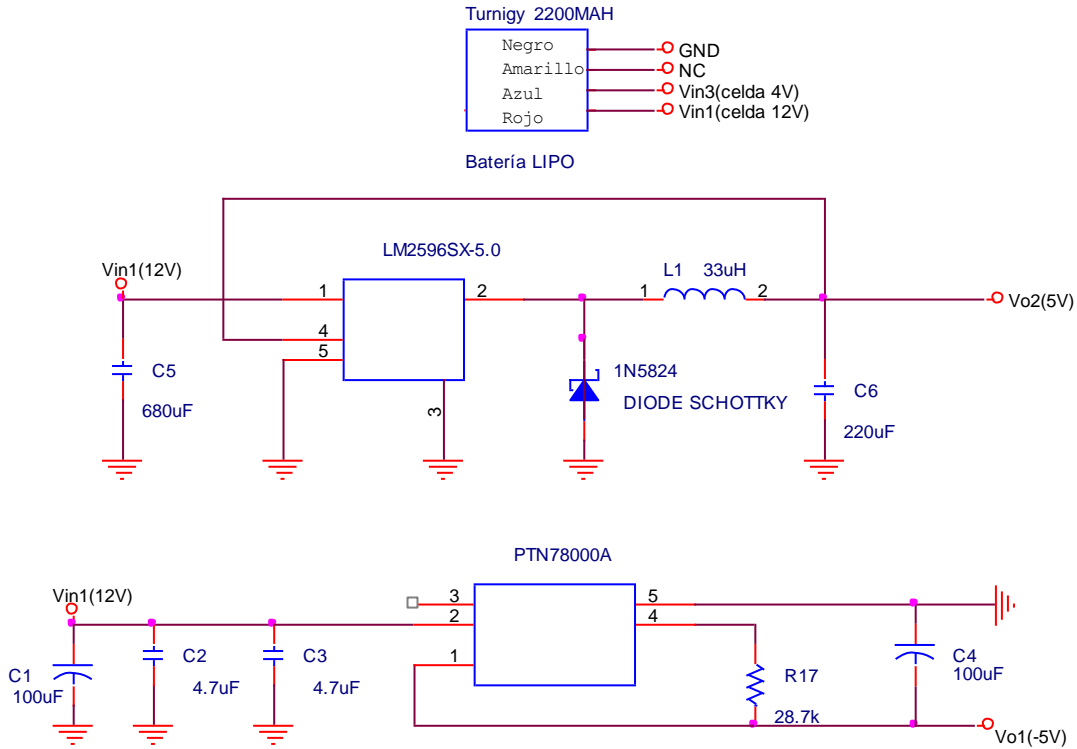 Turnigy 2200MAH
Negro
GND
Amarillo
NC
Azul
Vin3(celda 4V)
Rojo
Vin1(celda 12V)
Batería LIPO
LM2596SX-5.0
Vin1(12V)
L1 33uH
1
2
1
2
Vo2(5V)
4
5
C5
680uF
3
1N5824
DIODE SCHOTTKY
C6
220uF
PTN78000A
Vin1(12V)
3
5
2
4
1
C1
100uF
C2
4.7uF
C3
4.7uF
R17
28.7k
C4
100uF
Vo1(-5V)